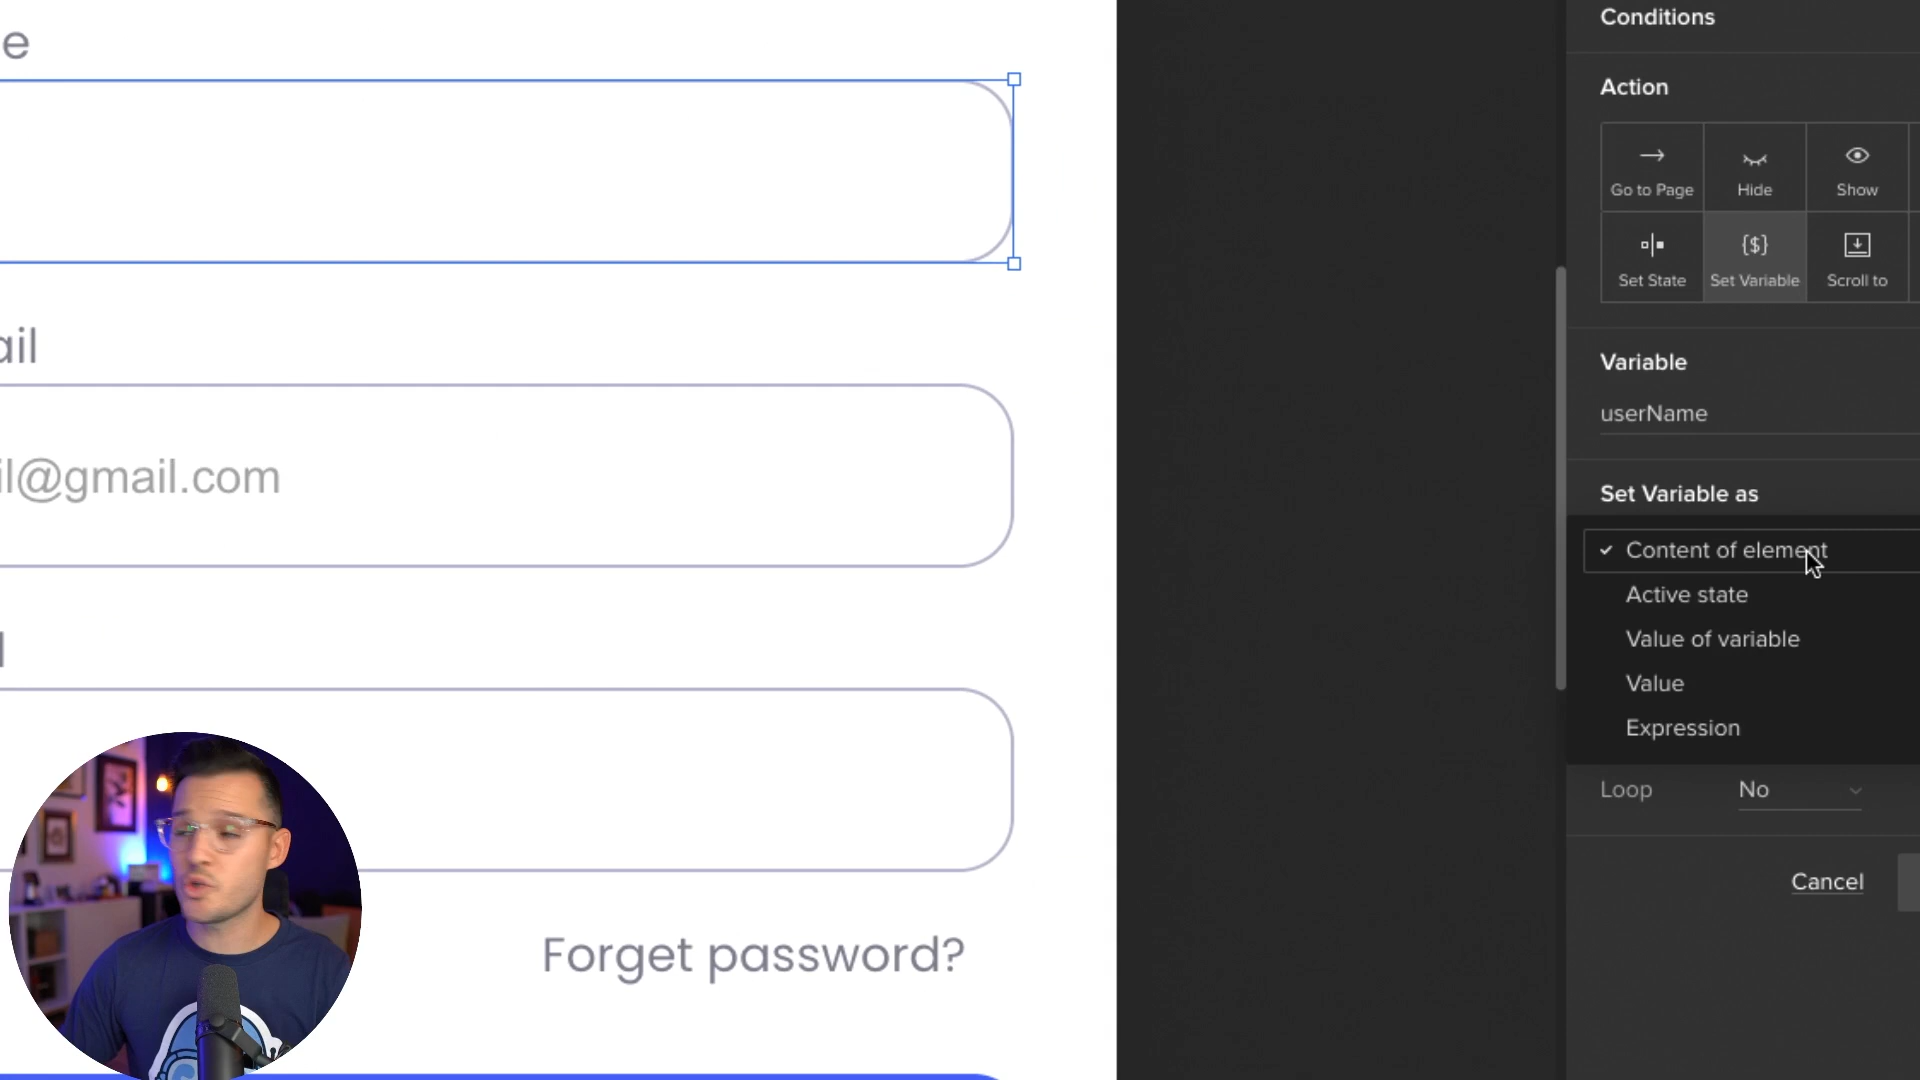 e
Conditions
Action
Go to Page
Hide
Show
{$}
Set State
Set Variable
Scroll to
ail
Variable
userName
il@gmail.com
Set Variable as
Content of element
Active state
Value of variable
Value
Expression
Loop
No
Cancel
Forget password?